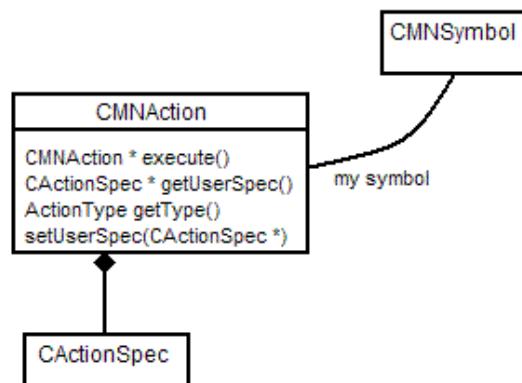 CMNSymbol
CMNAction
CMNAction * execute()
CActionSpec * getUserSpec()
ActionType getType()
setUserSpec(CActionSpec *)
my symbol
CActionSpec